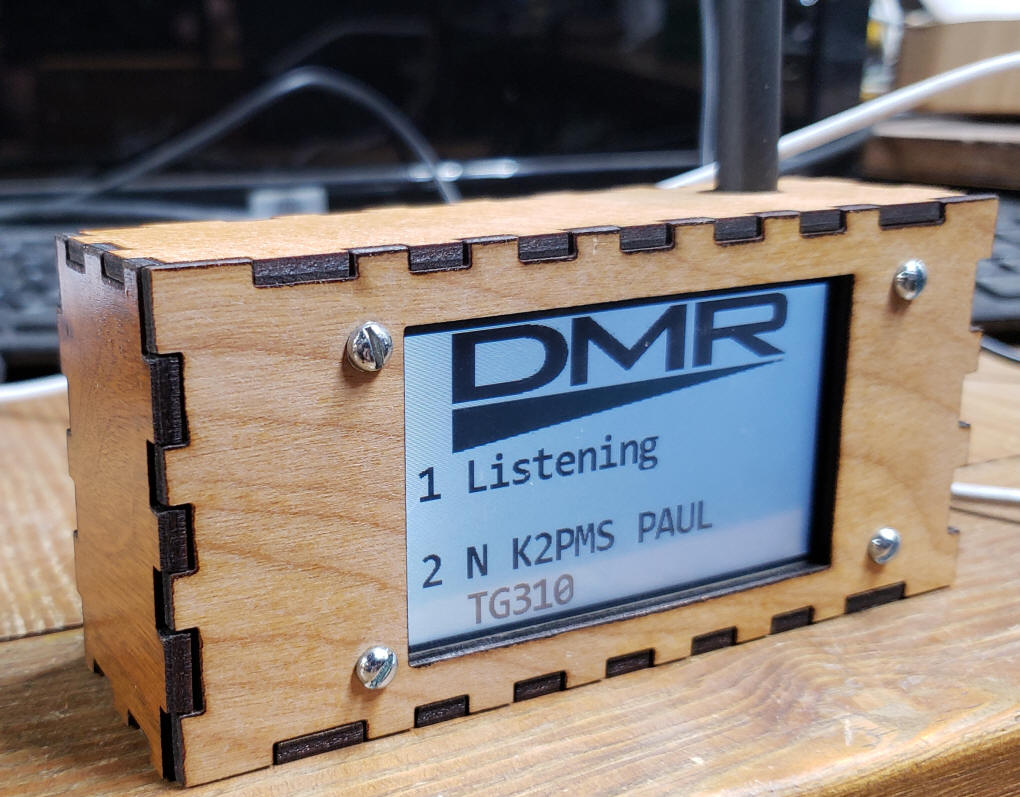 DMR
1 Listening
2 N K2PMS PAUL
TG310